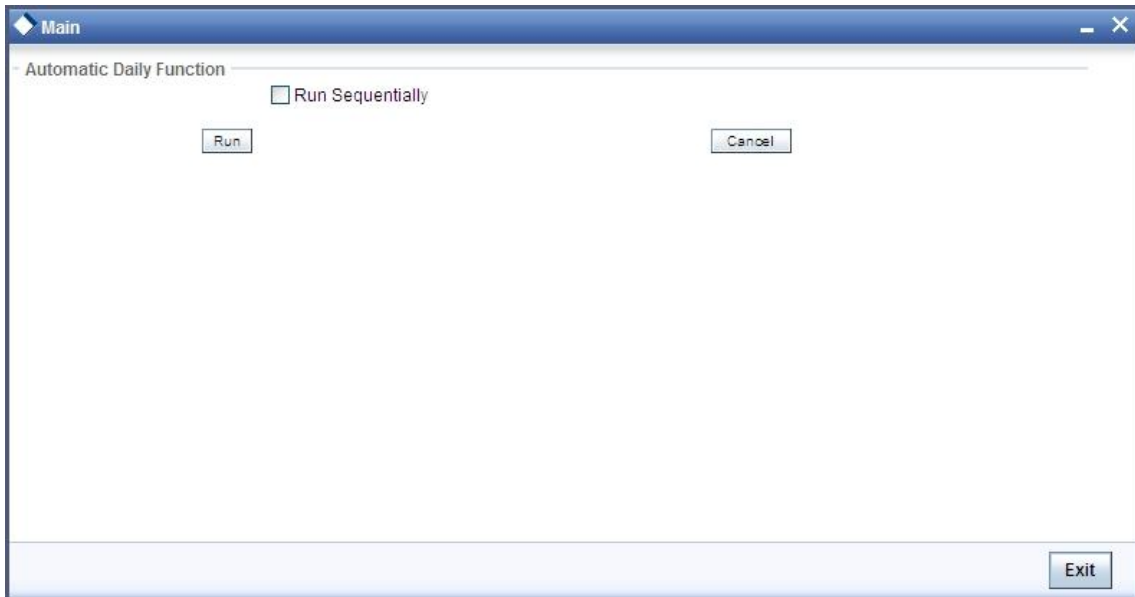 Main
Automatic Daily Function
Run Sequentially
Run Cancel
Exit